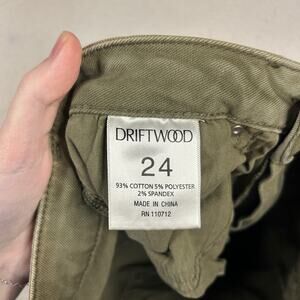 DRIFTWOOD
24
93% COTTON 5% POLYESTER
2% SPANDEX
MADE IN CHINA
RN 110712